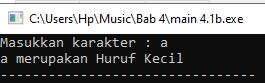 C:\Users\Hp\Music\Bab 4\main 4.1b.exe
Masukkan karakter : a
a merupakan Huruf Kecil
--------------------------------